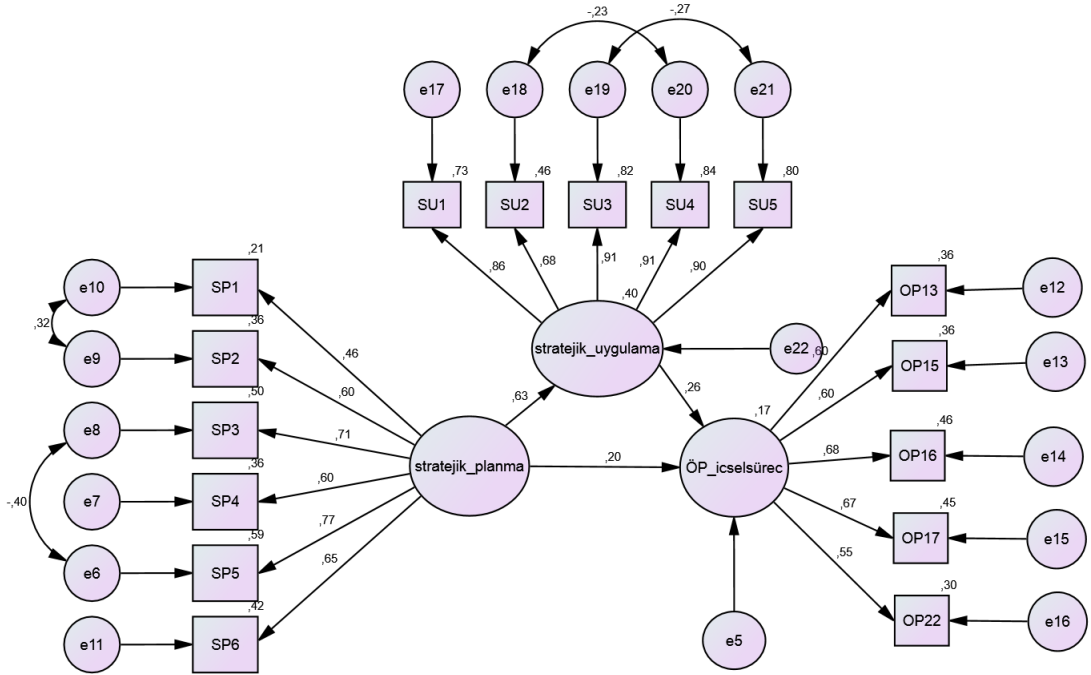 -,23
-,27
e17
e18
e19
e20
e21
,73
,46
,82
,84
,80
SU1
SU2
SU3
SU4
SU5
,86
,68
,91
,91
,90
,40
stratejik_uygulama
e22
,60
,21
e10
SP1
,32
,36
e9
SP2
,50
e8
SP3
,36
e7
SP4
-,40
,59
e6
SP5
,42
e11
SP6
,46
,60
,71
,60
,77
,65
stratejik_planma
,63
,20
,26
,17
ÖP_icselsürec
e5
,36
OP13
e12
,36
OP15
e13
,60
,46
OP16
e14
,68
,45
OP17
e15
,67
,30
OP22
e16
,55